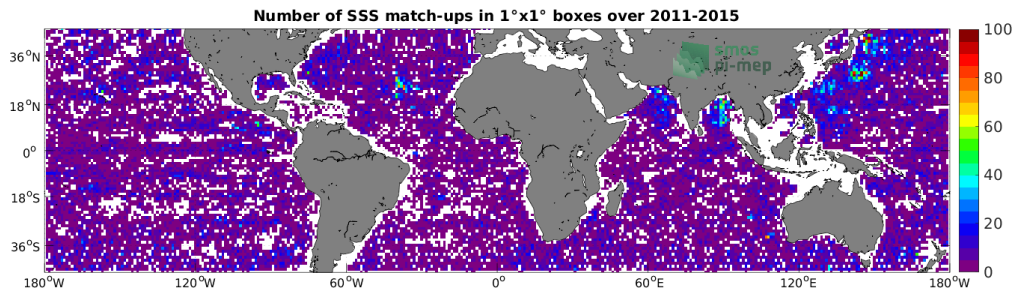 Number of SSS match-ups in 1°x1° boxes over 2011-2015
smos
pi-mep
36°N
18°N
0°
18°S
36°S
180°W 120°W 60°W 0° 60°E 120°E 180°W
100
80
60
40
20
0